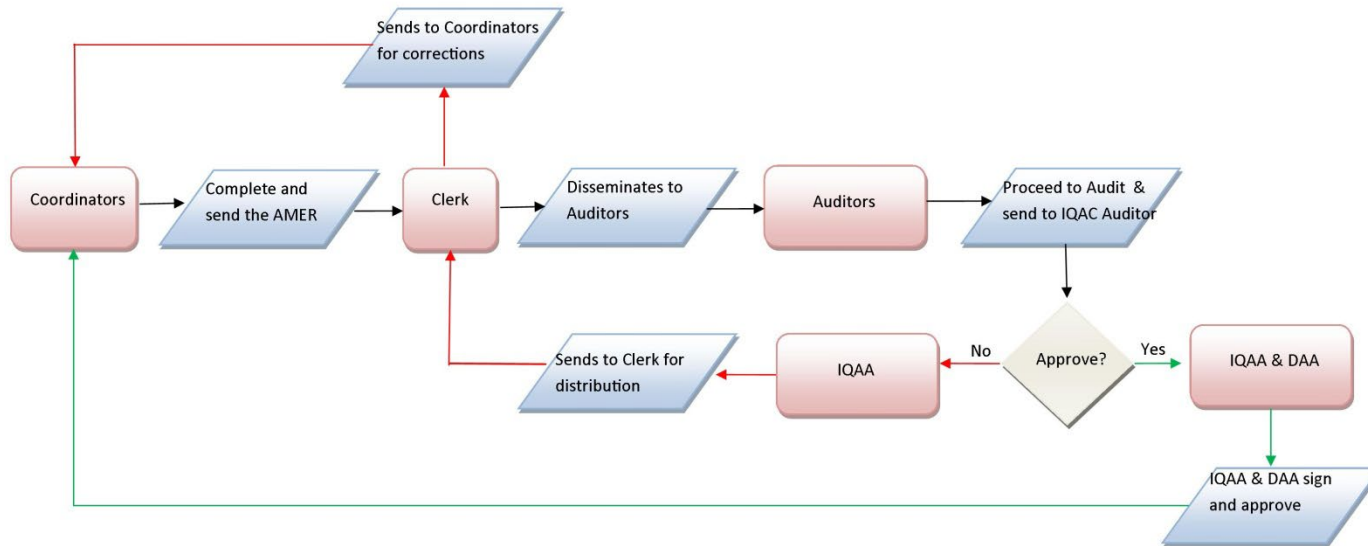 Sends to Coordinators
for corrections
Coordinators
Complete and
send the AMER
Clerk
Disseminates to
Auditors
Auditors
Proceed to Audit &
send to IQAC Auditor
Sends to Clerk for
distribution
IQAA
No
Approve?
Yes
IQAA & DAA
IQAA & DAA sign
and approve